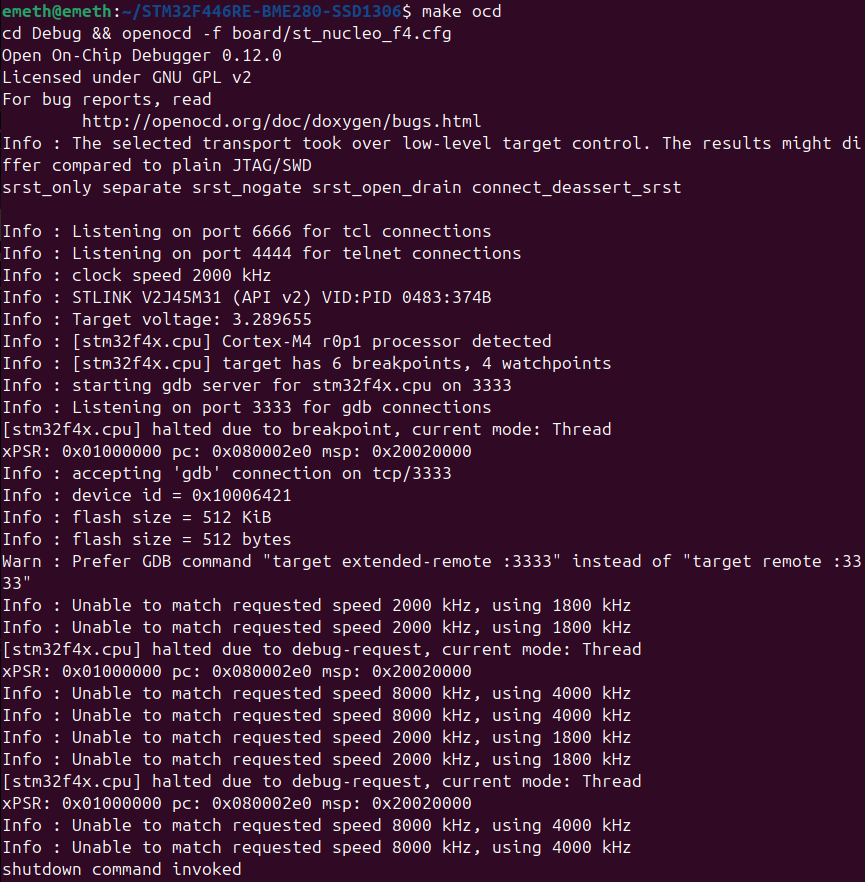 emeth@emeth:~/STM32F446RE-BME280-SSD1306$ make ocd
cd Debug && openocd -f board/st_nucleo_f4.cfg
Open On-Chip Debugger 0.12.0
Licensed under GNU GPL v2
For bug reports, read
        http://openocd.org/doc/doxygen/bugs.html
Info : The selected transport took over low-level target control. The results might di
ffer compared to plain JTAG/SWD
srst_only separate srst_nogate srst_open_drain connect_deassert_srst

Info : Listening on port 6666 for tcl connections
Info : Listening on port 4444 for telnet connections
Info : clock speed 2000 kHz
Info : STLINK V2J45M31 (API v2) VID:PID 0483:374B
Info : Target voltage: 3.289655
Info : [stm32f4x.cpu] Cortex-M4 r0p1 processor detected
Info : [stm32f4x.cpu] target has 6 breakpoints, 4 watchpoints
Info : starting gdb server for stm32f4x.cpu on 3333
Info : Listening on port 3333 for gdb connections
[stm32f4x.cpu] halted due to breakpoint, current mode: Thread
xPSR: 0x01000000 pc: 0x080002e0 msp: 0x20020000
Info : accepting 'gdb' connection on tcp/3333
Info : device id = 0x10006421
Info : flash size = 512 KiB
Info : flash size = 512 bytes
Warn : Prefer GDB command "target extended-remote :3333" instead of "target remote :33
33"
Info : Unable to match requested speed 2000 kHz, using 1800 kHz
Info : Unable to match requested speed 2000 kHz, using 1800 kHz
[stm32f4x.cpu] halted due to debug-request, current mode: Thread
xPSR: 0x01000000 pc: 0x080002e0 msp: 0x20020000
Info : Unable to match requested speed 8000 kHz, using 4000 kHz
Info : Unable to match requested speed 8000 kHz, using 4000 kHz
Info : Unable to match requested speed 2000 kHz, using 1800 kHz
Info : Unable to match requested speed 2000 kHz, using 1800 kHz
[stm32f4x.cpu] halted due to debug-request, current mode: Thread
xPSR: 0x01000000 pc: 0x080002e0 msp: 0x20020000
Info : Unable to match requested speed 8000 kHz, using 4000 kHz
Info : Unable to match requested speed 8000 kHz, using 4000 kHz
shutdown command invoked